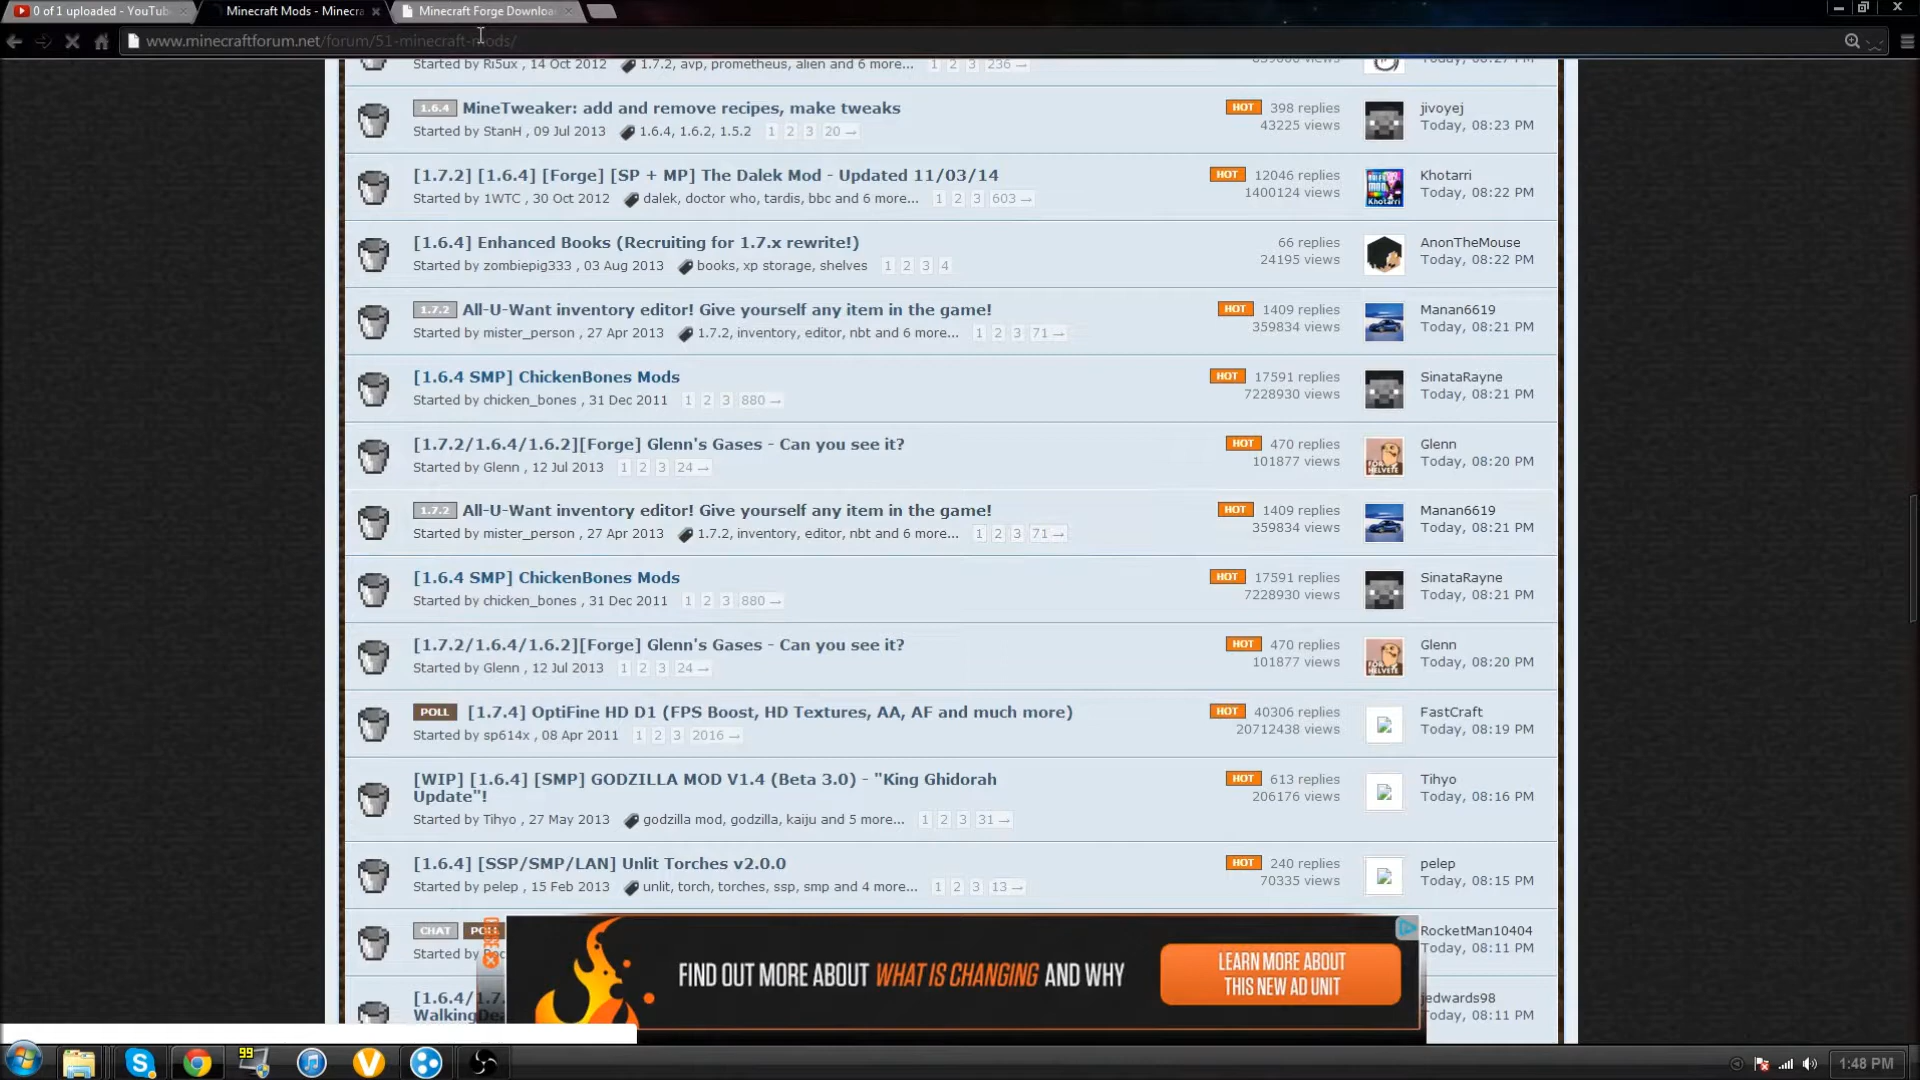 0 of 1 uploaded - YouTub
Minecraft Mods - Minecra
Minecraft Forge Downloa
www.minecraftforum.net/forum/51-minecraft-mods/
Started by Ri5ux , 14 Oct 2012 1.7.2, avp, prometheus, alien and 6 more... 1 2 3 236 →
1.6.4 MineTweaker: add and remove recipes, make tweaks HOT 398 replies jivoyej
Started by StanH , 09 Jul 2013 1.6.4, 1.6.2, 1.5.2 1 2 3 20 → 43225 views Today, 08:23 PM
[1.7.2] [1.6.4] [Forge] [SP + MP] The Dalek Mod - Updated 11/03/14 HOT 12046 replies Khotarri
Started by 1WTC , 30 Oct 2012 dalek, doctor who, tardis, bbc and 6 more... 1 2 3 603 → 1400124 views Today, 08:22 PM
[1.6.4] Enhanced Books (Recruiting for 1.7.x rewrite!) 66 replies AnonTheMouse
Started by zombiepig333 , 03 Aug 2013 books, xp storage, shelves 1 2 3 4 24195 views Today, 08:22 PM
1.7.2 All-U-Want inventory editor! Give yourself any item in the game! HOT 1409 replies Manan6619
Started by mister_person , 27 Apr 2013 1.7.2, inventory, editor, nbt and 6 more... 1 2 3 71 → 359834 views Today, 08:21 PM
[1.6.4 SMP] ChickenBones Mods HOT 17591 replies SinataRayne
Started by chicken_bones , 31 Dec 2011 1 2 3 880 → 7228930 views Today, 08:21 PM
[1.7.2/1.6.4/1.6.2][Forge] Glenn's Gases - Can you see it? HOT 470 replies Glenn
Started by Glenn , 12 Jul 2013 1 2 3 24 → 101877 views Today, 08:20 PM
1.7.2 All-U-Want inventory editor! Give yourself any item in the game! HOT 1409 replies Manan6619
Started by mister_person , 27 Apr 2013 1.7.2, inventory, editor, nbt and 6 more... 1 2 3 71 → 359834 views Today, 08:21 PM
[1.6.4 SMP] ChickenBones Mods HOT 17591 replies SinataRayne
Started by chicken_bones , 31 Dec 2011 1 2 3 880 → 7228930 views Today, 08:21 PM
[1.7.2/1.6.4/1.6.2][Forge] Glenn's Gases - Can you see it? HOT 470 replies Glenn
Started by Glenn , 12 Jul 2013 1 2 3 24 → 101877 views Today, 08:20 PM
POLL [1.7.4] OptiFine HD D1 (FPS Boost, HD Textures, AA, AF and much more) HOT 40306 replies FastCraft
Started by sp614x , 08 Apr 2011 1 2 3 2016 → 20712438 views Today, 08:19 PM
[WIP] [1.6.4] [SMP] GODZILLA MOD V1.4 (Beta 3.0) - "King Ghidorah HOT 613 replies Tihyo
Update"! 206176 views Today, 08:16 PM
Started by Tihyo , 27 May 2013 godzilla mod, godzilla, kaiju and 5 more... 1 2 3 31 →
[1.6.4] [SSP/SMP/LAN] Unlit Torches v2.0.0 HOT 240 replies pelep
Started by pelep , 15 Feb 2013 unlit, torch, torches, ssp, smp and 4 more... 1 2 3 13 → 70335 views Today, 08:15 PM
CHAT POLL RocketMan10404
Started by Today, 08:11 PM
FIND OUT MORE ABOUT WHAT IS CHANGING AND WHY
LEARN MORE ABOUT
THIS NEW AD UNIT
[1.6.4/1.7. jedwards98
WalkingDea Today, 08:11 PM
99
1:48 PM